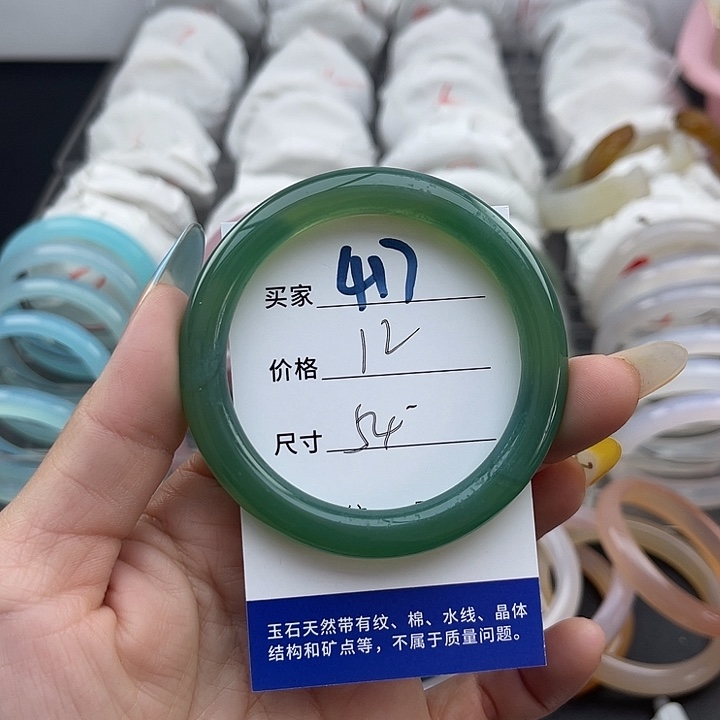 买家 417
价格 12
尺寸 54
玉石天然带有纹、棉、水线、晶体
结构和矿点等，不属于质量问题。